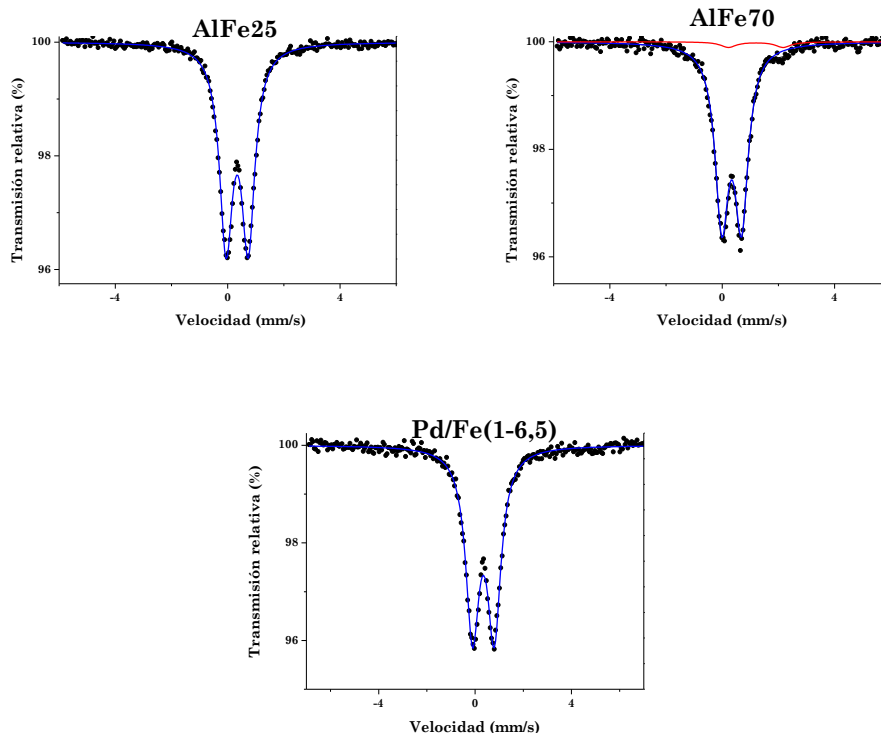 AlFe25
Transmisión relativa (%)
100
98
96
-4
0
4
Velocidad (mm/s)
AlFe70
Transmisión relativa (%)
100
98
96
-4
0
4
Velocidad (mm/s)
Pd/Fe(1-6,5)
Transmisión relativa (%)
100
98
96
-4
0
4
Velocidad (mm/s)